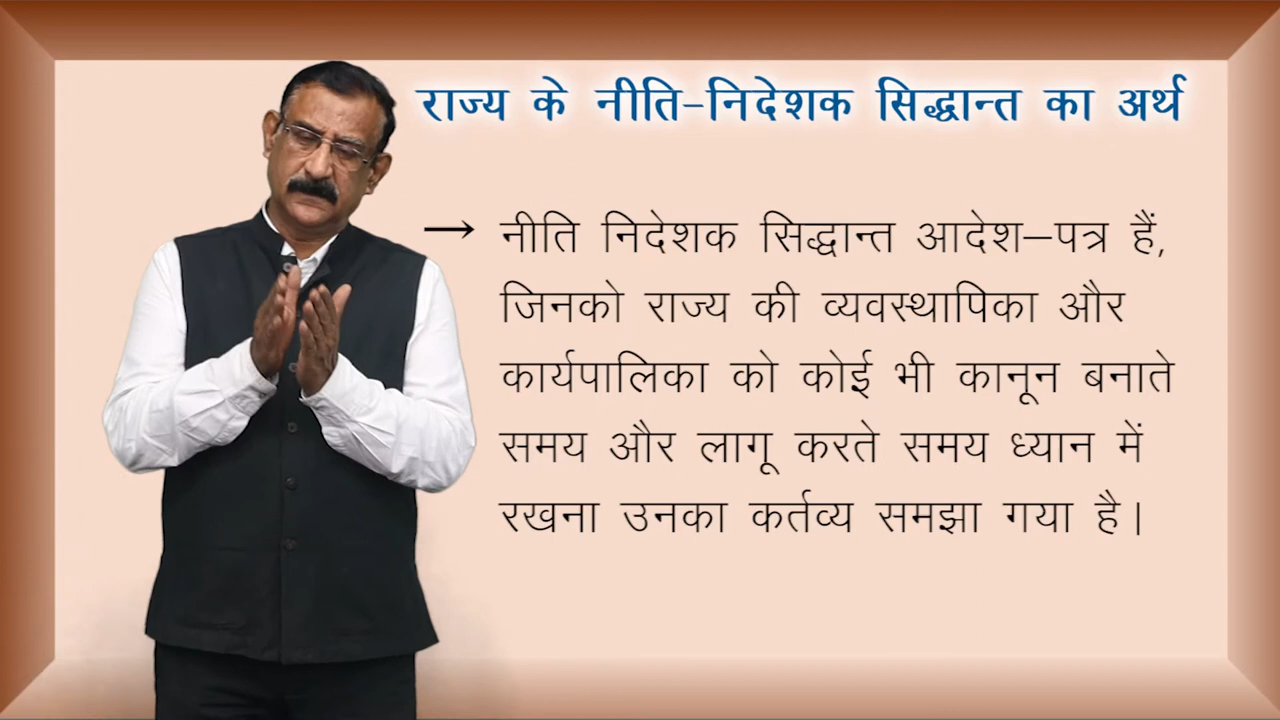 राज्य के नीति-निदेशक सिद्धान्त का अर्थ
→ नीति निदेशक सिद्धान्त आदेश–पत्र हैं,
जिनको राज्य की व्यवस्थापिका और
कार्यपालिका को कोई भी कानून बनाते
समय और लागू करते समय ध्यान में
रखना उनका कर्तव्य समझा गया है।